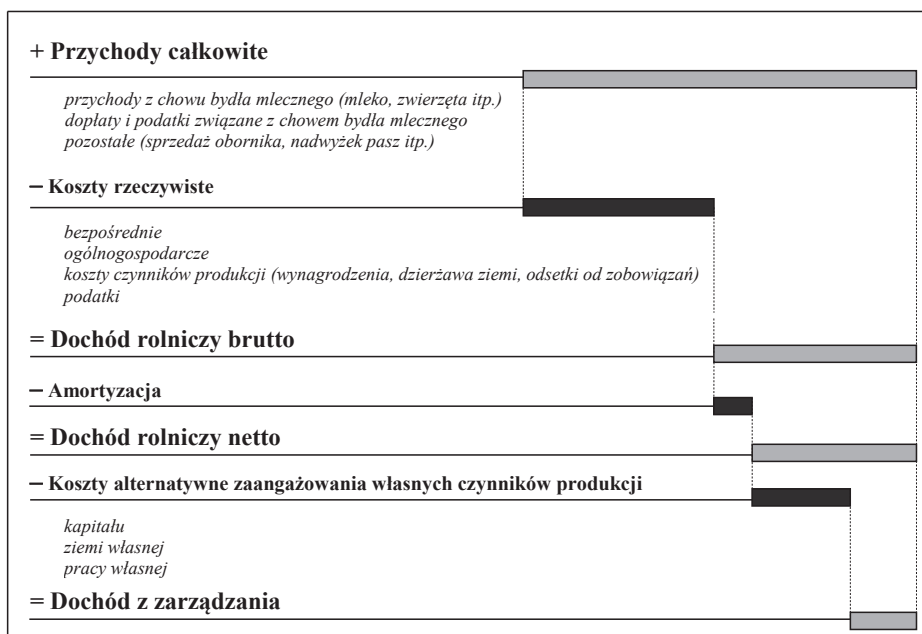 + Przychody całkowite
przychody z chowu bydła mlecznego (mleko, zwierzęta itp.)
dopłaty i podatki związane z chowem bydła mlecznego
pozostałe (sprzedaż obornika, nadwyżek pasz itp.)
– Koszty rzeczywiste
bezpośrednie
ogólnogospodarcze
koszty czynników produkcji (wynagrodzenia, dzierżawa ziemi, odsetki od zobowiązań)
podatki
= Dochód rolniczy brutto
– Amortyzacja
= Dochód rolniczy netto
– Koszty alternatywne zaangażowania własnych czynników produkcji
kapitału
ziemi własnej
pracy własnej
= Dochód z zarządzania